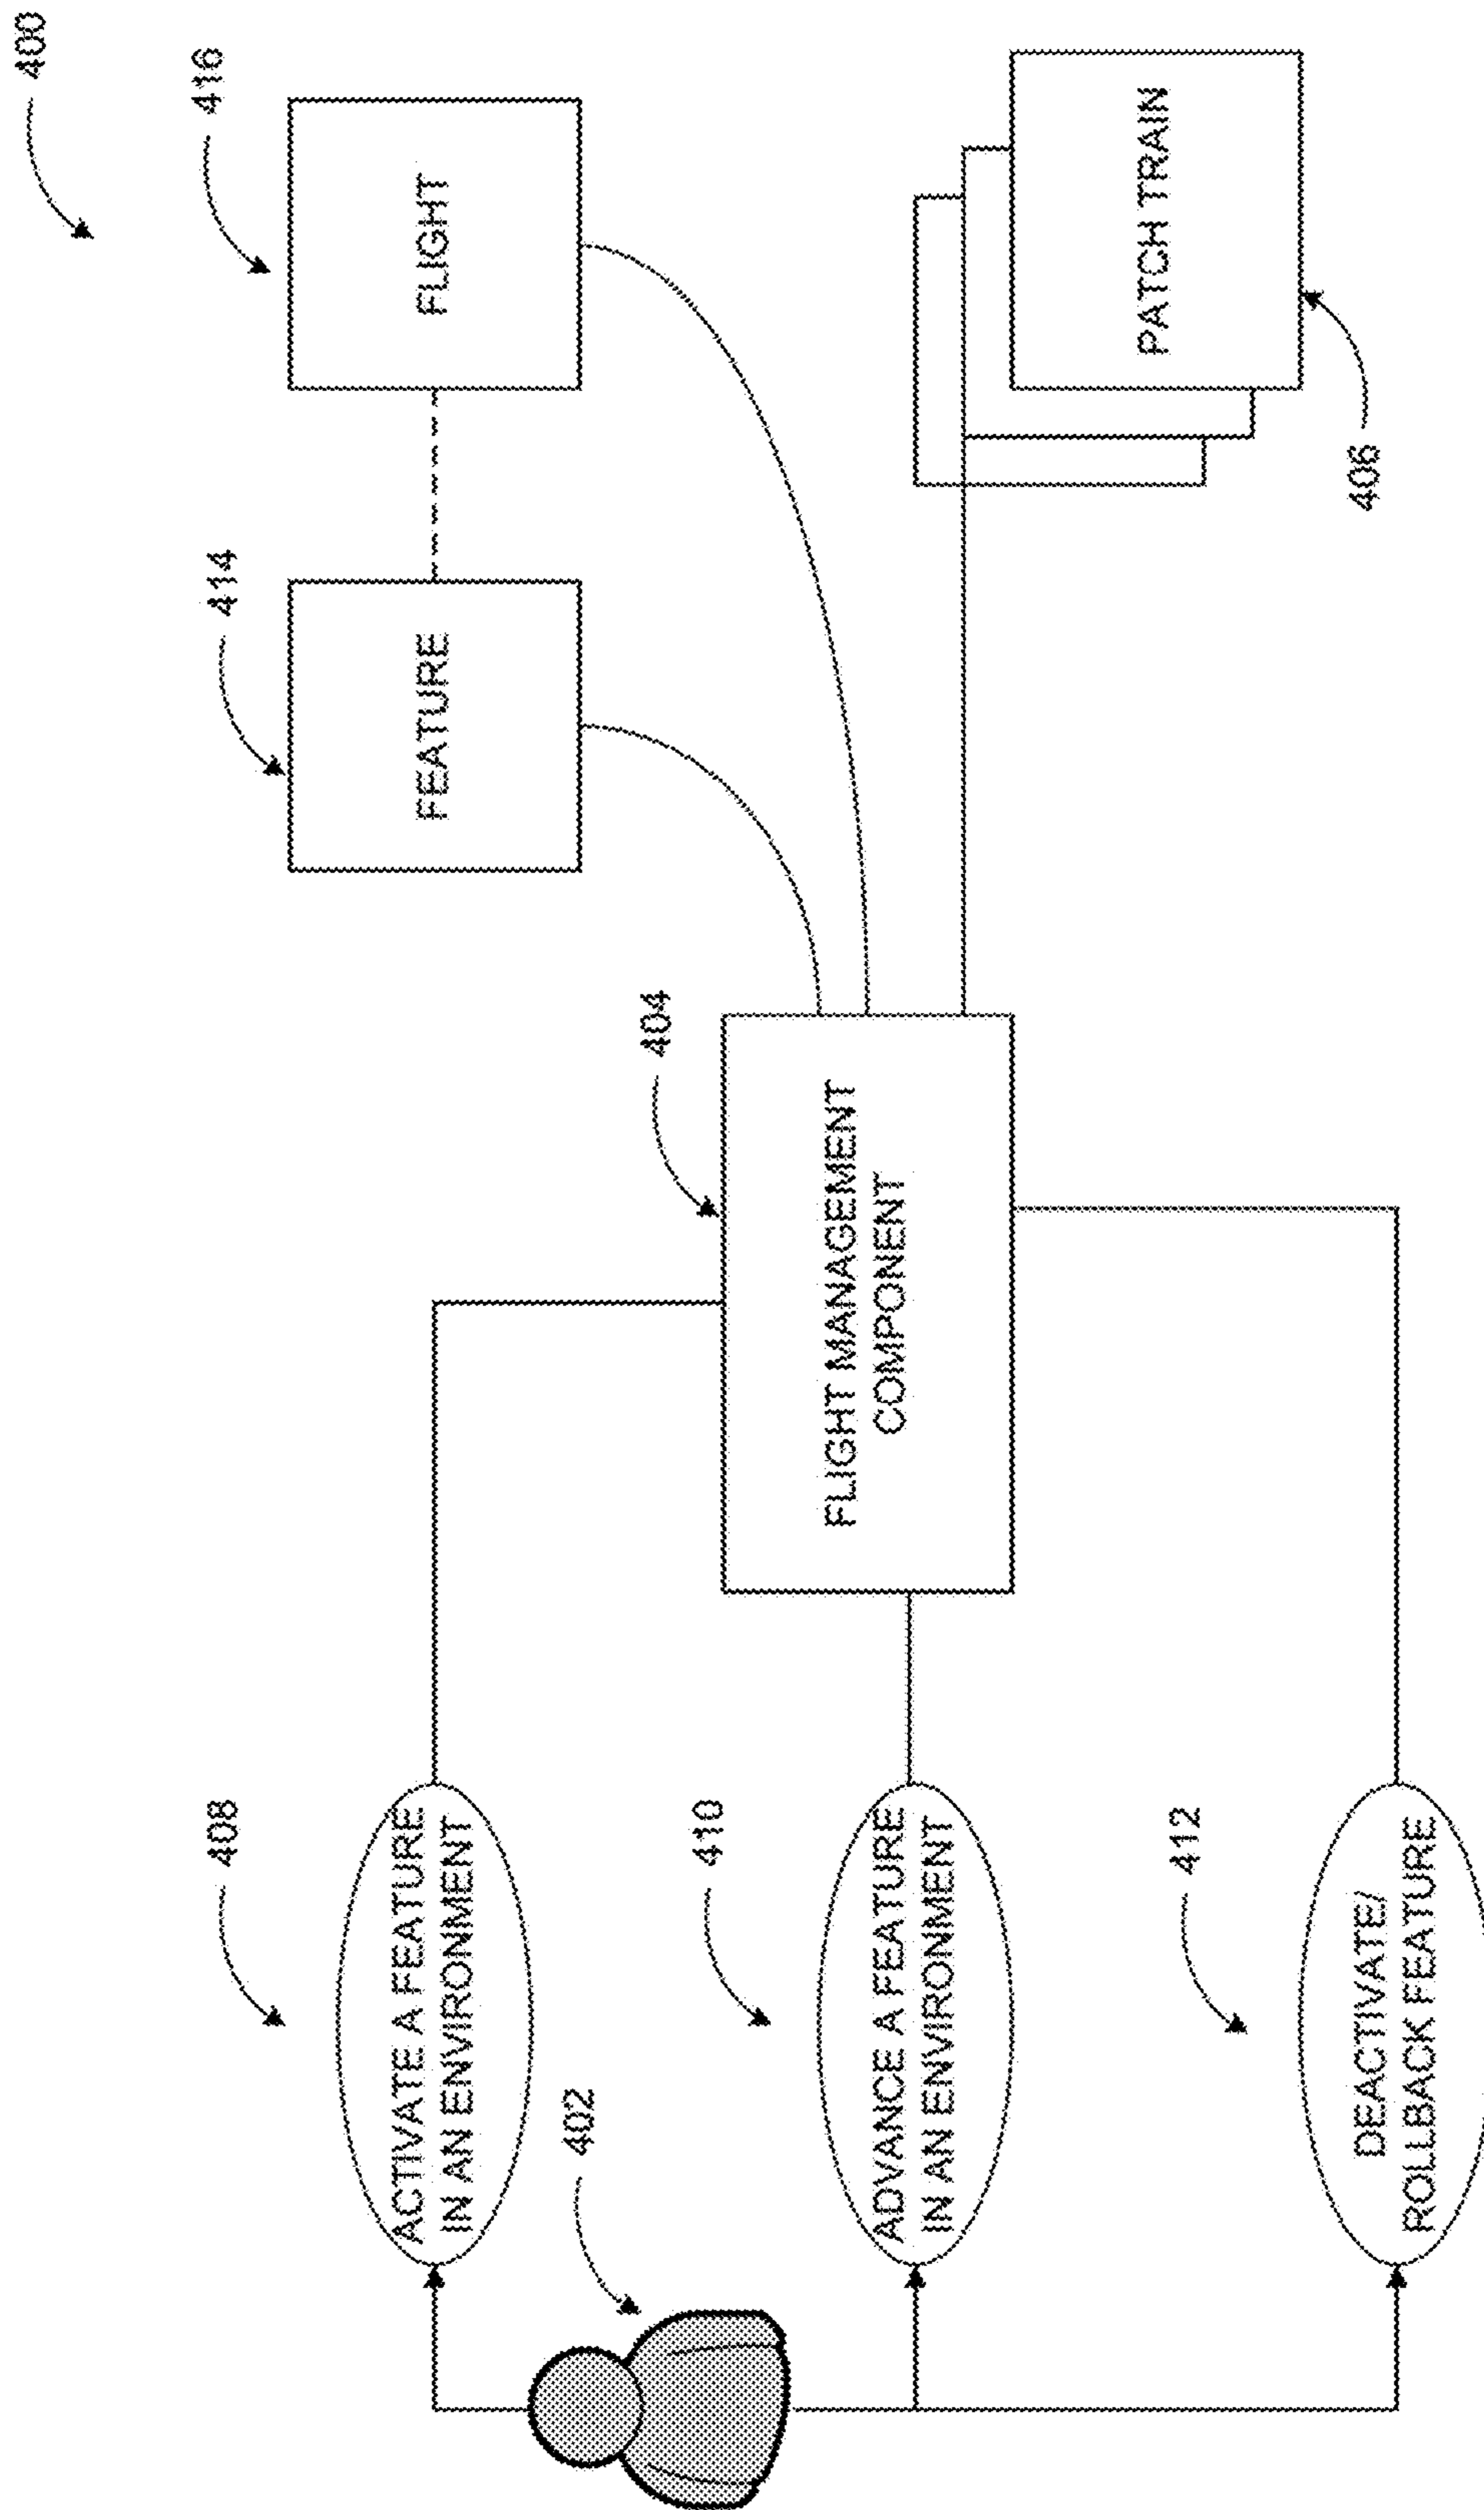 400
416
FLIGHT
414
FEATURE
404
FLIGHT MANAGEMENT
COMPONENT
PATCH TRAIN
406
408
ACTIVATE A FEATURE
IN AN ENVIRONMENT
402
410
ADVANCE A FEATURE
IN AN ENVIRONMENT
412
DEACTIVATE/
ROLLBACK FEATURE